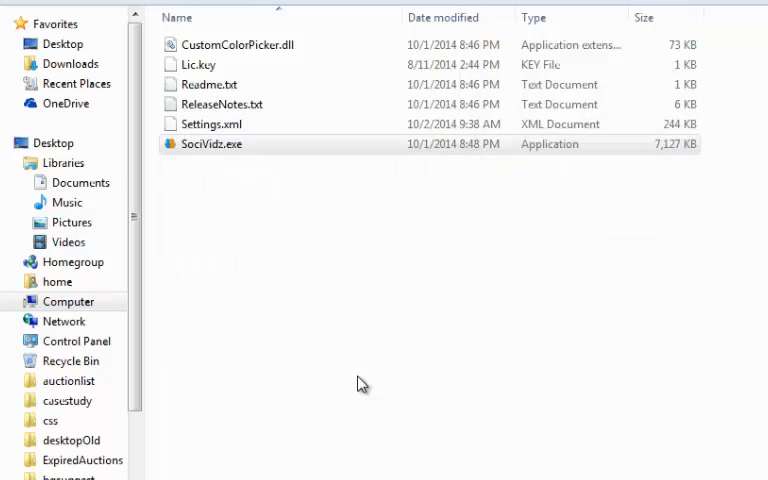 Name Date modified Type Size
Favorites
Desktop
Downloads
Recent Places
OneDrive
Desktop
Libraries
Documents
Music
Pictures
Videos
Homegroup
home
Computer
Network
Control Panel
Recycle Bin
auctionlist
casestudy
css
desktopOld
ExpiredAuctions
CustomColorPicker.dll 10/1/2014 8:46 PM Application extens... 73 KB
Lic.key 8/11/2014 2:44 PM KEY File 1 KB
Readme.txt 10/1/2014 8:46 PM Text Document 1 KB
ReleaseNotes.txt 10/1/2014 8:46 PM Text Document 6 KB
Settings.xml 10/2/2014 9:38 AM XML Document 244 KB
SociVidz.exe 10/1/2014 8:48 PM Application 7,127 KB